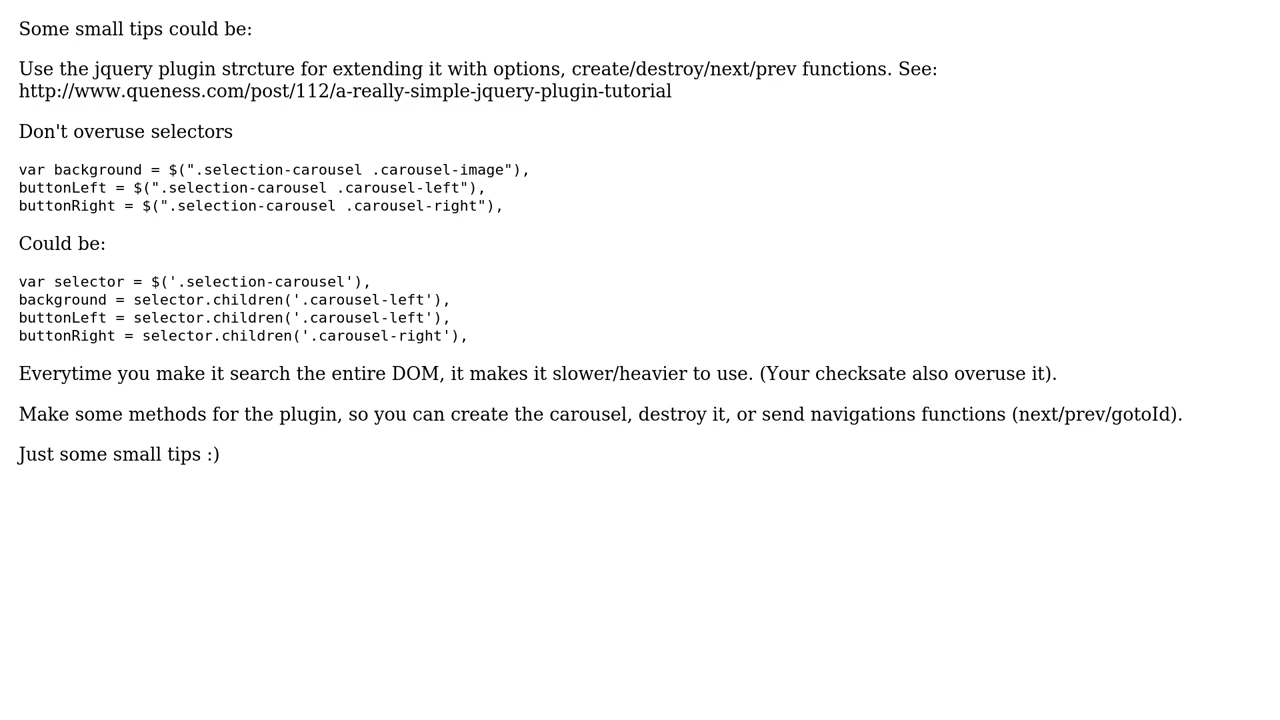 Some small tips could be:
Use the jquery plugin strcture for extending it with options, create/destroy/next/prev functions. See:
http://www.queness.com/post/112/a-really-simple-jquery-plugin-tutorial
Don't overuse selectors
var background = $(".selection-carousel .carousel-image"),
buttonLeft = $(".selection-carousel .carousel-left"),
buttonRight = $(".selection-carousel .carousel-right"),
Could be:
var selector = $('.selection-carousel'),
background = selector.children('.carousel-left'),
buttonLeft = selector.children('.carousel-left'),
buttonRight = selector.children('.carousel-right'),
Everytime you make it search the entire DOM, it makes it slower/heavier to use. (Your checksate also overuse it).
Make some methods for the plugin, so you can create the carousel, destroy it, or send navigations functions (next/prev/gotoId).
Just some small tips :)